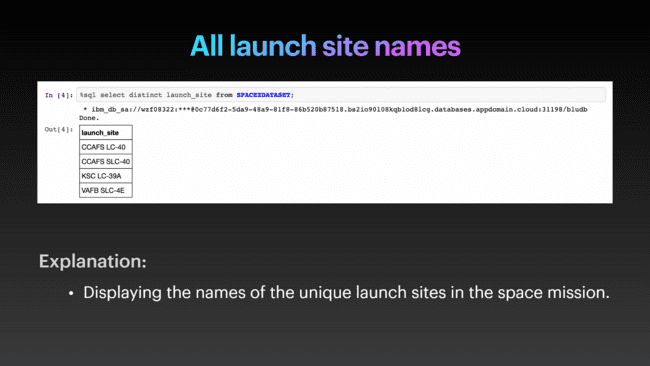 All launch site names
In [4]: %sql select distinct launch_site from SPACEXDATASET;
* ibm_db_sa://wzf08322:***@0c77d6f2-5da9-48a9-81f8-86b520b87518.bs2io90l08kqb1od8lcg.databases.appdomain.cloud:31198/bludb
Done.
Out[4]:
launch_site
CCAFS LC-40
CCAFS SLC-40
KSC LC-39A
VAFB SLC-4E
Explanation:
• Displaying the names of the unique launch sites in the space mission.